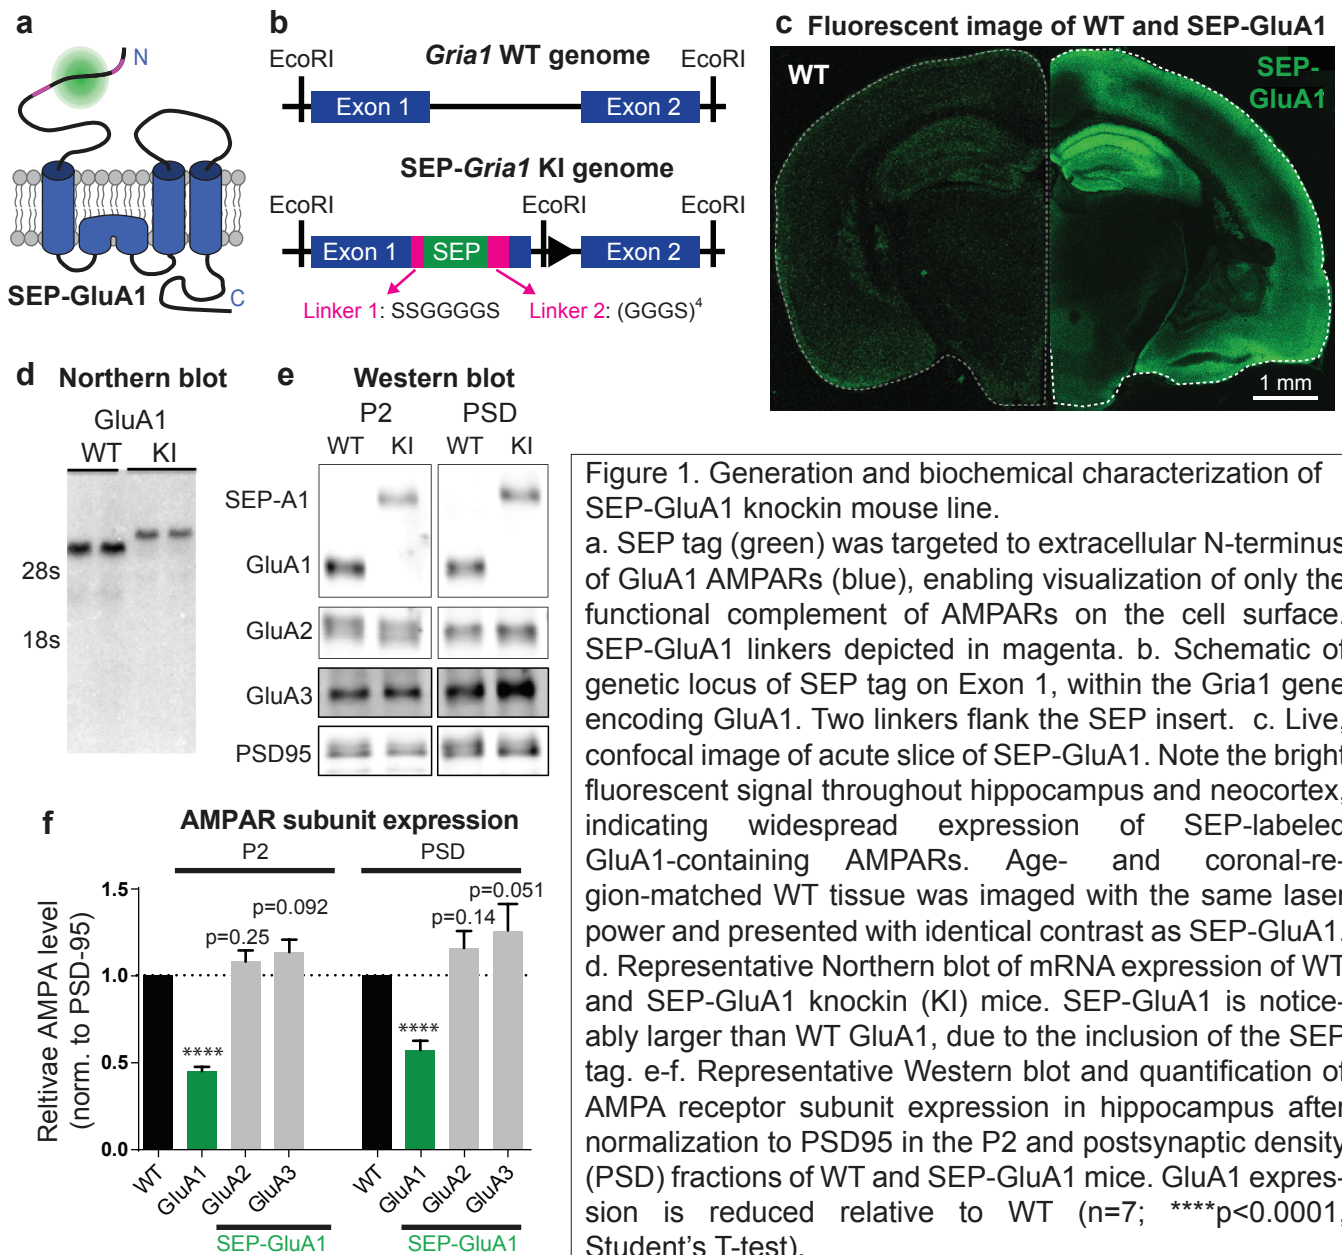 a
N
SEP-GluA1
C
b
Gria1 WT genome
EcoRI
EcoRI
Exon 1
Exon 2
SEP-Gria1 KI genome
EcoRI
EcoRI
EcoRI
Exon 1
SEP
Exon 2
Linker 1: SSGGGGS
Linker 2: (GGGS)⁴
c Fluorescent image of WT and SEP-GluA1
WT
SEP-
GluA1
1 mm
d Northern blot
GluA1
WT KI
28s
18s
e Western blot
P2 PSD
WT KI WT KI
SEP-A1
GluA1
GluA2
GluA3
PSD95
f AMPAR subunit expression
P2 PSD
Reltivae AMPA level
(norm. to PSD-95)
1.5
1.0
0.5
0.0
****
p=0.25
p=0.092
****
p=0.14
p=0.051
WT GluA1 GluA2 GluA3 WT GluA1 GluA2 GluA3
SEP-GluA1 SEP-GluA1
Figure 1. Generation and biochemical characterization of
SEP-GluA1 knockin mouse line.
a. SEP tag (green) was targeted to extracellular N-terminus
of GluA1 AMPARs (blue), enabling visualization of only the
functional complement of AMPARs on the cell surface.
SEP-GluA1 linkers depicted in magenta. b. Schematic of
genetic locus of SEP tag on Exon 1, within the Gria1 gene
encoding GluA1. Two linkers flank the SEP insert. c. Live,
confocal image of acute slice of SEP-GluA1. Note the bright
fluorescent signal throughout hippocampus and neocortex,
indicating widespread expression of SEP-labeled
GluA1-containing AMPARs. Age- and coronal-re-
gion-matched WT tissue was imaged with the same laser
power and presented with identical contrast as SEP-GluA1.
d. Representative Northern blot of mRNA expression of WT
and SEP-GluA1 knockin (KI) mice. SEP-GluA1 is notice-
ably larger than WT GluA1, due to the inclusion of the SEP
tag. e-f. Representative Western blot and quantification of
AMPA receptor subunit expression in hippocampus after
normalization to PSD95 in the P2 and postsynaptic density
(PSD) fractions of WT and SEP-GluA1 mice. GluA1 expres-
sion is reduced relative to WT (n=7; ****p<0.0001,
Student's T-test).